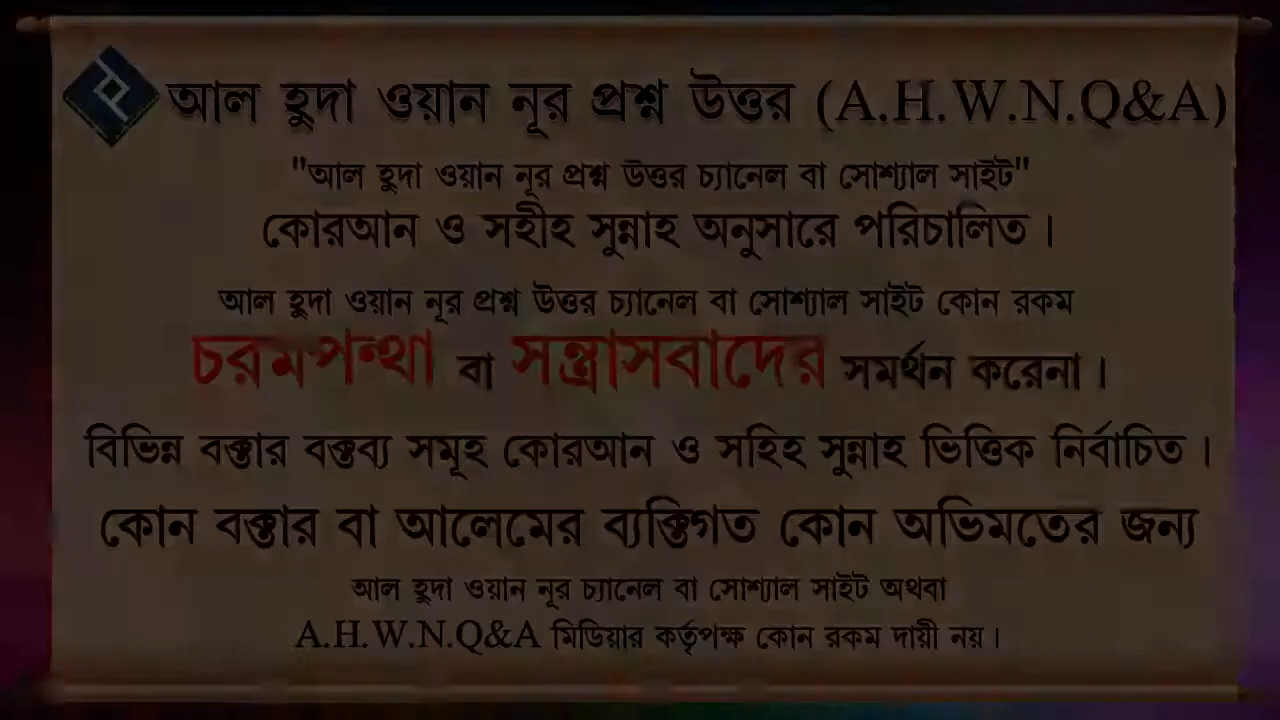 আল হুদা ওয়ান নূর প্রশ্ন উত্তর (A.H.W.N.Q&A)
"আল হুদা ওয়ান নূর প্রশ্ন উত্তর চ্যানেল বা সোশ্যাল সাইট"
কোরআন ও সহীহ সুন্নাহ অনুসারে পরিচালিত।
আল হুদা ওয়ান নূর প্রশ্ন উত্তর চ্যানেল বা সোশ্যাল সাইট কোন রকম
চরমপন্থা বা সন্ত্রাসবাদের সমর্থন করেনা।
বিভিন্ন বক্তার বক্তব্য সমূহ কোরআন ও সহিহ সুন্নাহ ভিত্তিক নির্বাচিত।
কোন বক্তার বা আলেমের ব্যক্তিগত কোন অভিমতের জন্য
আল হুদা ওয়ান নূর চ্যানেল বা সোশ্যাল সাইট অথবা
A.H.W.N.Q&A মিডিয়ার কর্তৃপক্ষ কোন রকম দায়ী নয়।